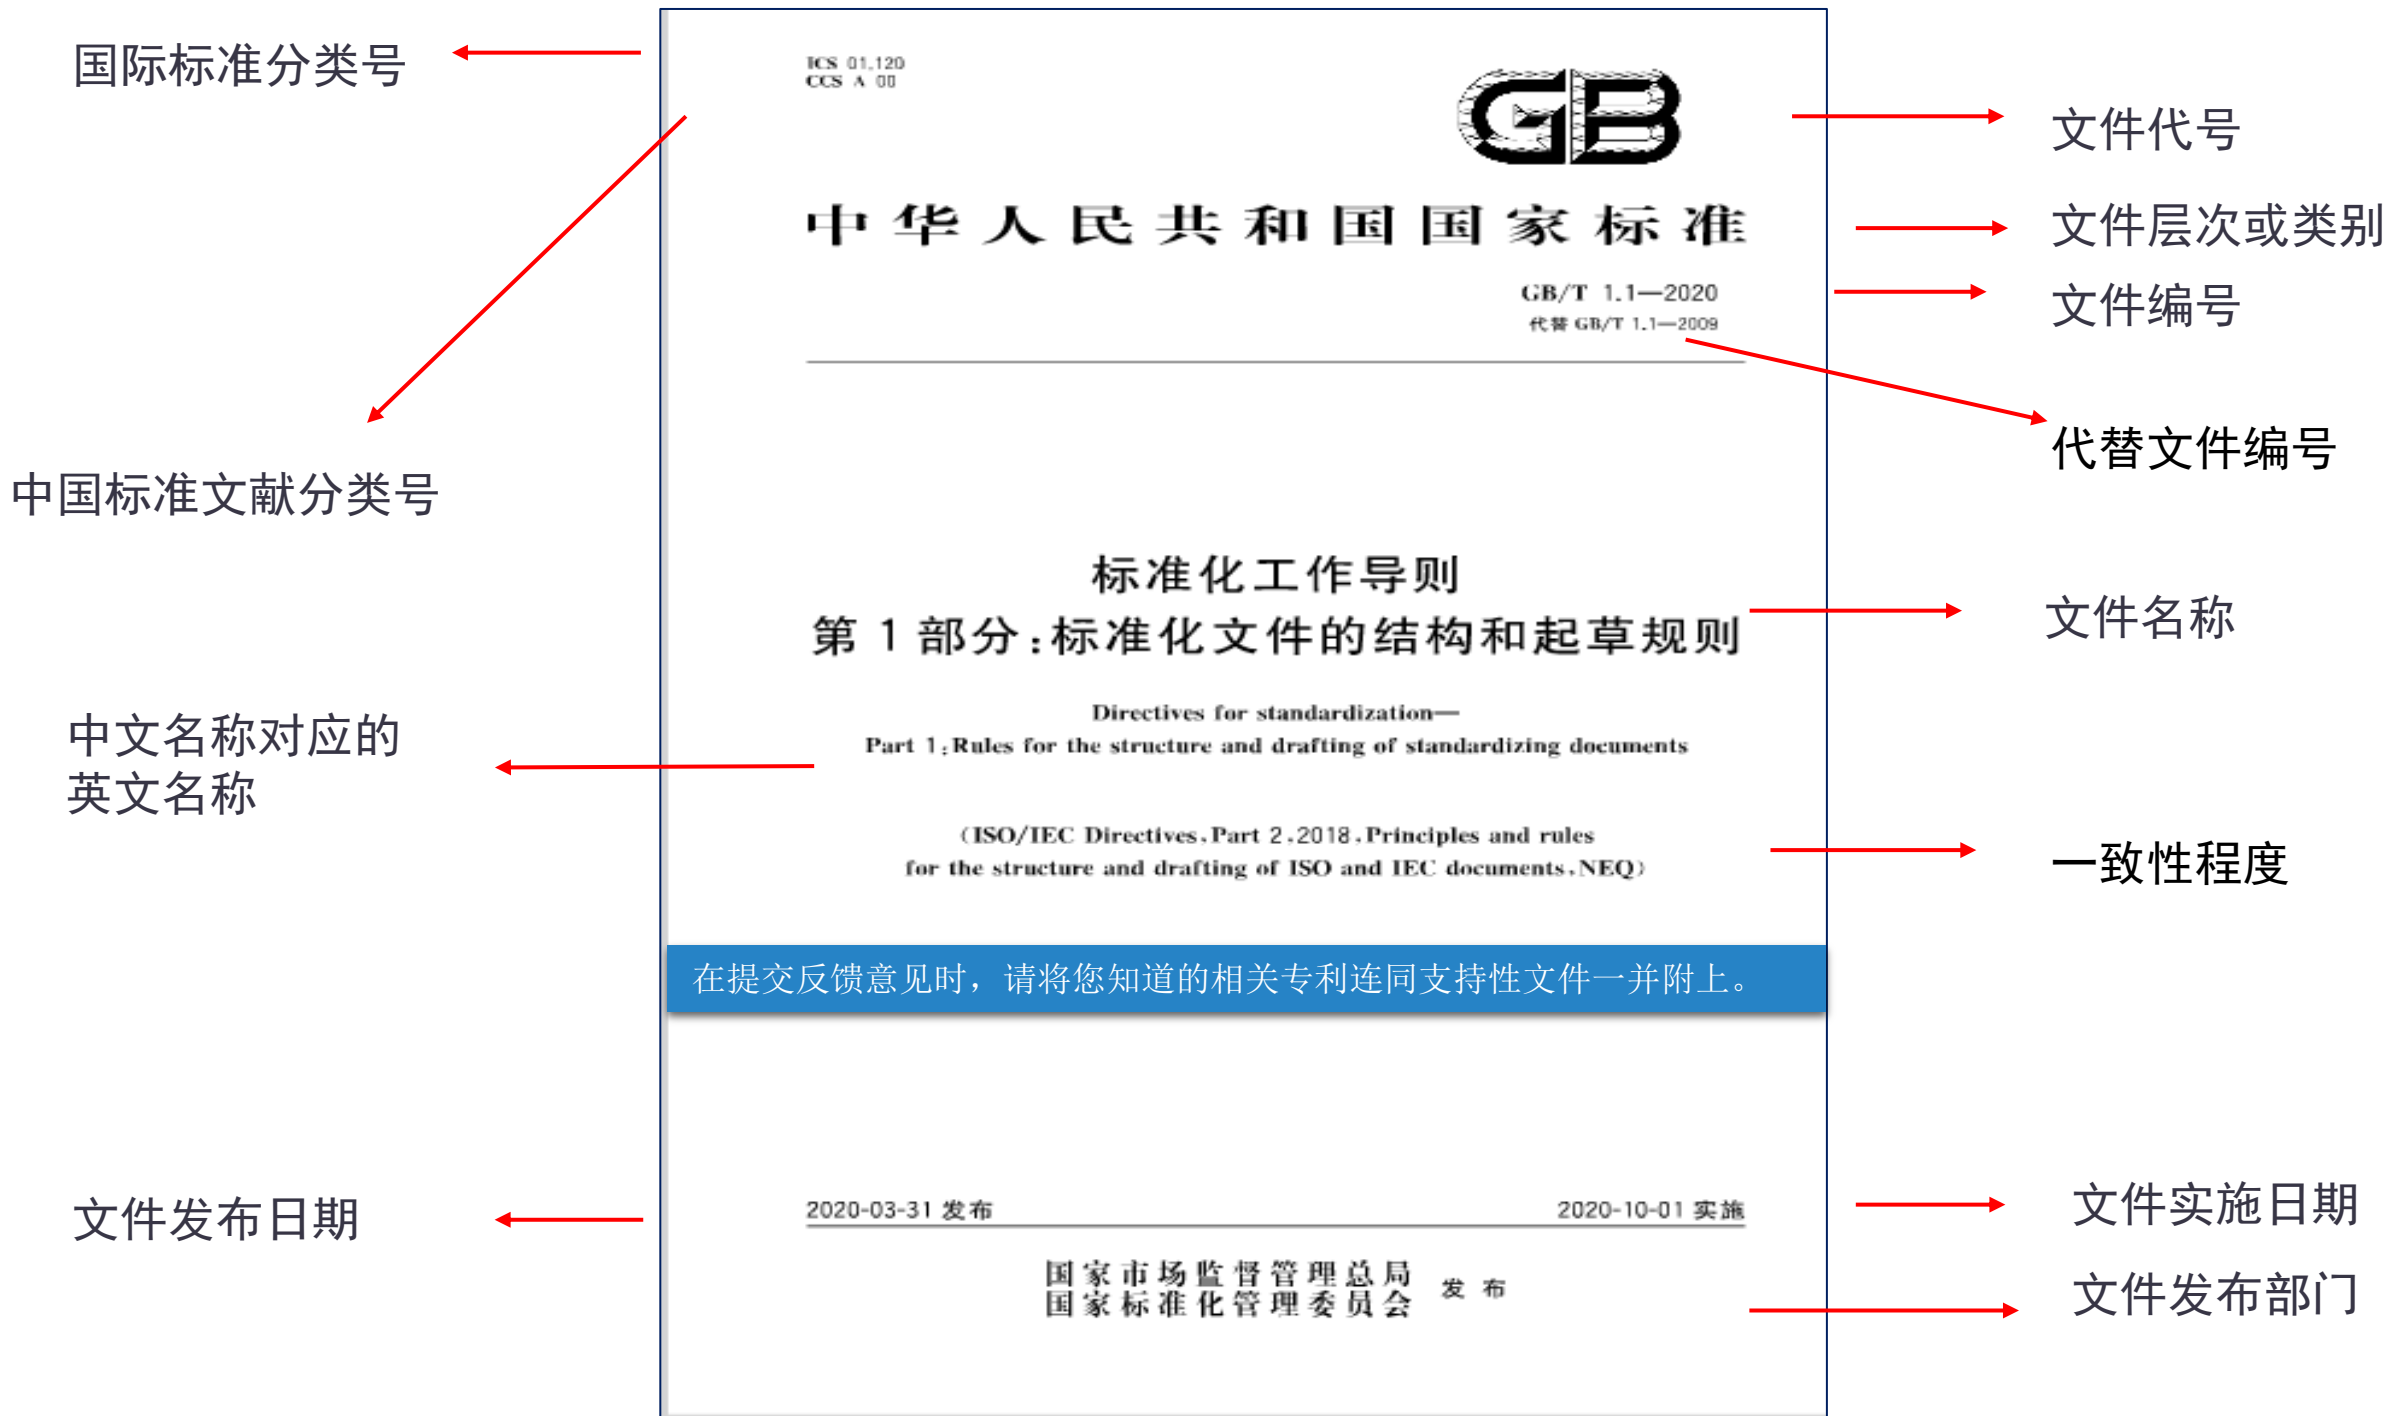 国际标准分类号
ICS 01.120
CCS A 00
GB
文件代号
中华人民共和国国家标准
文件层次或类别
GB/T 1.1—2020
文件编号
代替 GB/T 1.1—2009
代替文件编号
中国标准文献分类号
标准化工作导则
第 1 部分:标准化文件的结构和起草规则
文件名称
Directives for standardization—
Part 1:Rules for the structure and drafting of standardizing documents
中文名称对应的
英文名称
(ISO/IEC Directives,Part 2,2018,Principles and rules
for the structure and drafting of ISO and IEC documents,NEQ)
一致性程度
在提交反馈意见时，请将您知道的相关专利连同支持性文件一并附上。
文件发布日期
2020-03-31 发布
2020-10-01 实施
文件实施日期
国家市场监督管理总局
国家标准化管理委员会
发布
文件发布部门